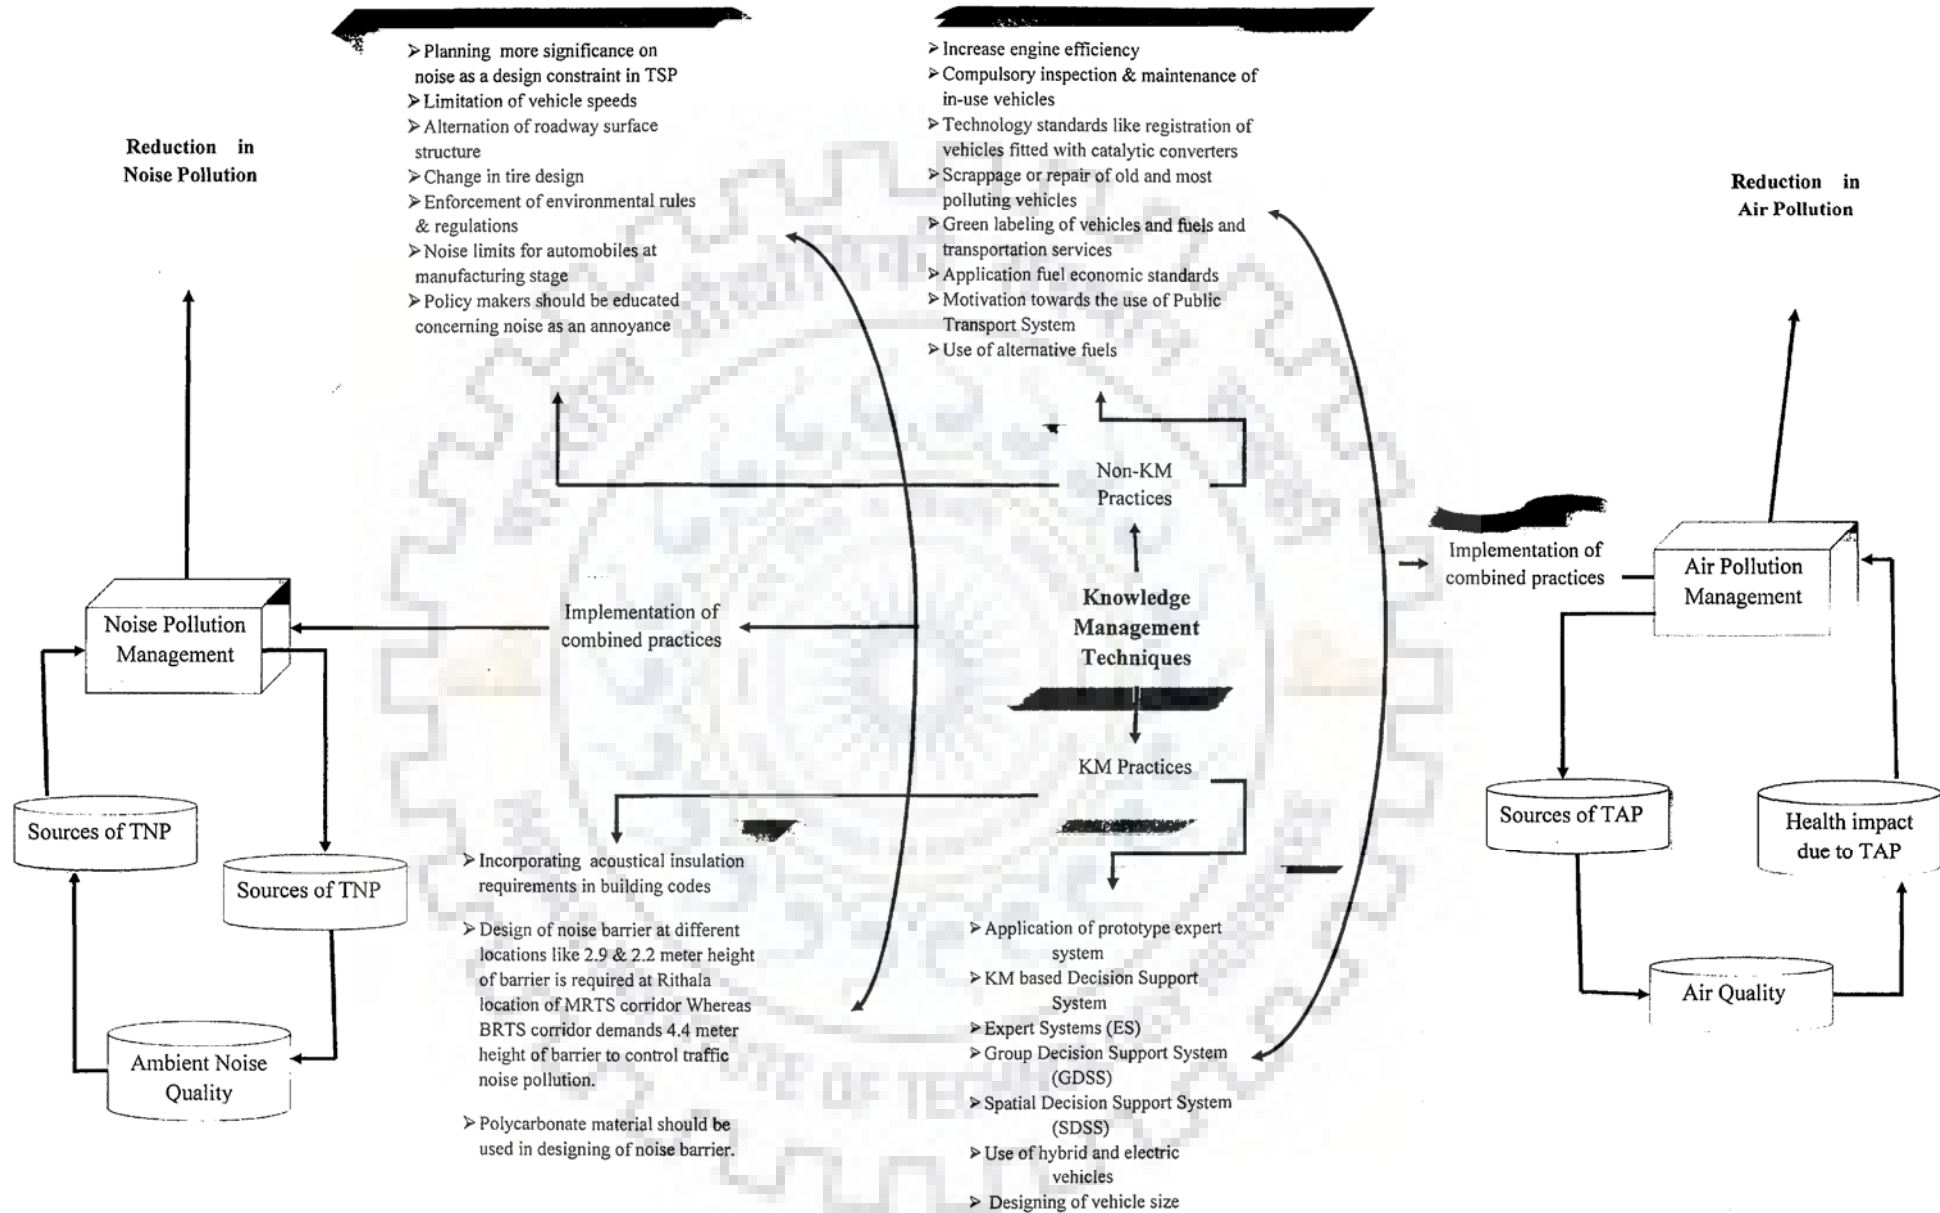 ➢ Planning more significance on
noise as a design constraint in TSP
➢ Limitation of vehicle speeds
➢ Alternation of roadway surface
structure
➢ Change in tire design
➢ Enforcement of environmental rules
& regulations
➢ Noise limits for automobiles at
manufacturing stage
➢ Policy makers should be educated
concerning noise as an annoyance
➢ Increase engine efficiency
➢ Compulsory inspection & maintenance of
in-use vehicles
➢ Technology standards like registration of
vehicles fitted with catalytic converters
➢ Scrappage or repair of old and most
polluting vehicles
➢ Green labeling of vehicles and fuels and
transportation services
➢ Application fuel economic standards
➢ Motivation towards the use of Public
Transport System
➢ Use of alternative fuels
Reduction in
Noise Pollution
Reduction in
Air Pollution
Non-KM
Practices
Knowledge
Management
Techniques
KM Practices
Implementation of
combined practices
Implementation of
combined practices
Noise Pollution
Management
Sources of TNP
Sources of TNP
Ambient Noise
Quality
Air Pollution
Management
Sources of TAP
Health impact
due to TAP
Air Quality
➢ Incorporating acoustical insulation
requirements in building codes
➢ Design of noise barrier at different
locations like 2.9 & 2.2 meter height
of barrier is required at Rithala
location of MRTS corridor Whereas
BRTS corridor demands 4.4 meter
height of barrier to control traffic
noise pollution.
➢ Polycarbonate material should be
used in designing of noise barrier.
➢ Application of prototype expert
system
➢ KM based Decision Support
System
➢ Expert Systems (ES)
➢ Group Decision Support System
(GDSS)
➢ Spatial Decision Support System
(SDSS)
➢ Use of hybrid and electric
vehicles
➢ Designing of vehicle size
OF TE